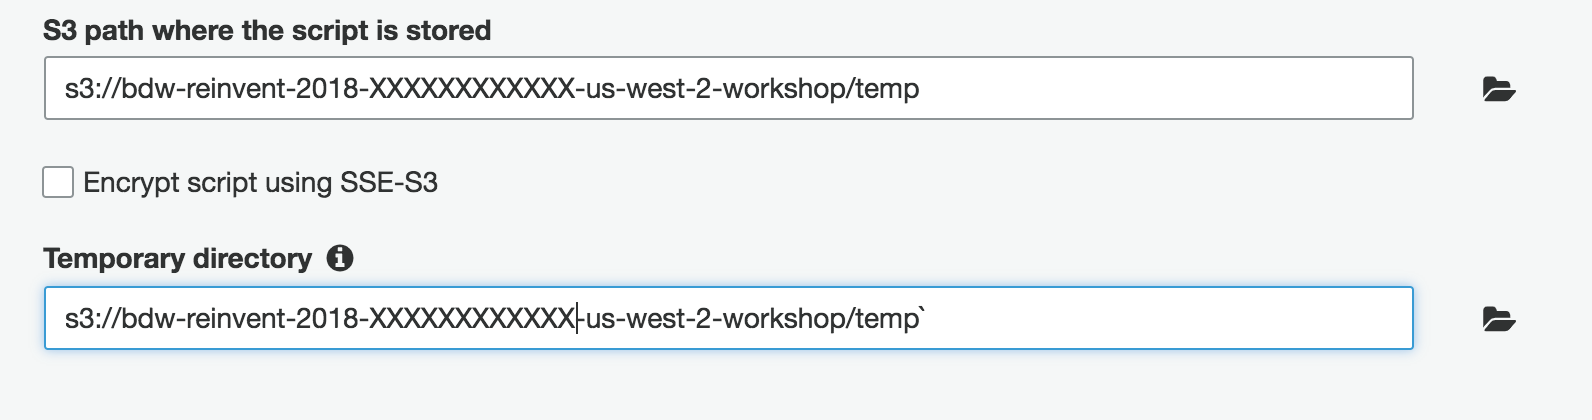 S3 path where the script is stored
s3://bdw-reinvent-2018-XXXXXXXXXXXX-us-west-2-workshop/temp
Encrypt script using SSE-S3
Temporary directory
s3://bdw-reinvent-2018-XXXXXXXXXXXX-us-west-2-workshop/temp`